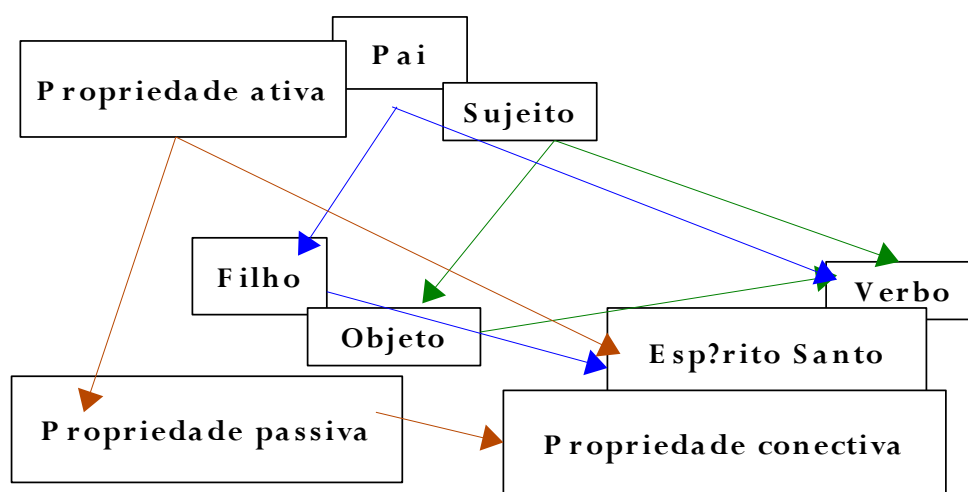 Pai
Propriedade ativa
Sujeito
Filho
Verbo
Objeto
Esp?rito Santo
Propriedade passiva
Propriedade conectiva